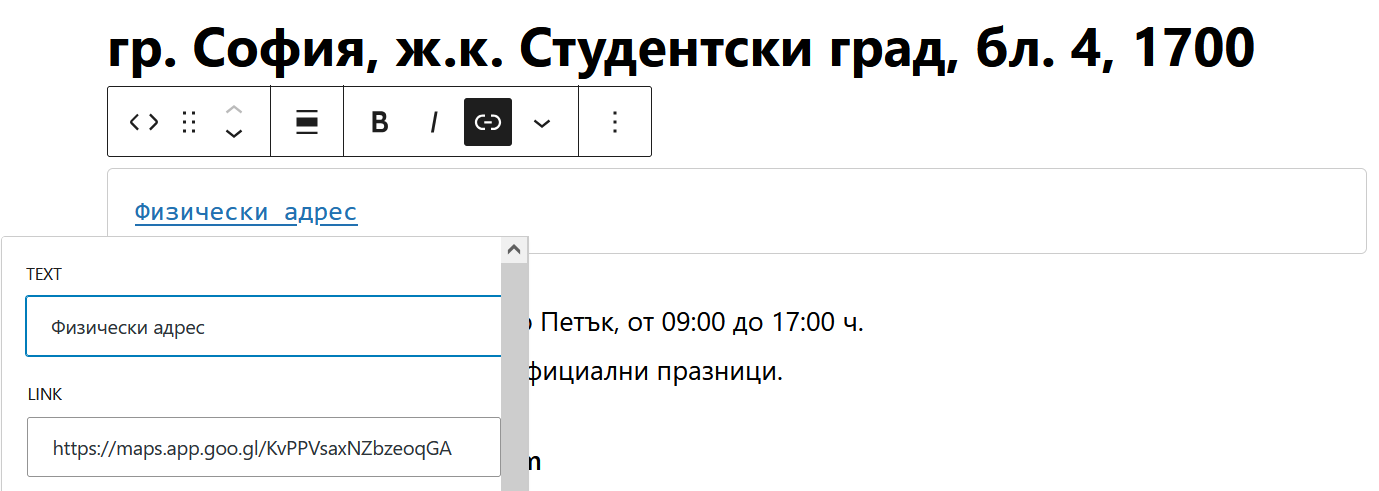 гр. София, ж.к. Студентски град, бл. 4, 1700
B I
Физически адрес
TEXT
Физически адрес
Петък, от 09:00 до 17:00 ч.
LINK
празници.
https://maps.app.goo.gl/KvPPVsaxNZbzeoqGA